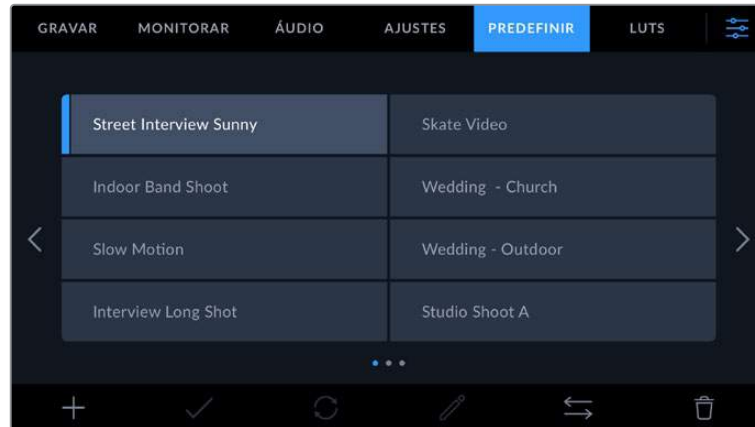 GRAVAR MONITORAR ÁUDIO AJUSTES PREDEFINIR LUTS
Street Interview Sunny Skate Video
Indoor Band Shoot Wedding - Church
Slow Motion Wedding - Outdoor
Interview Long Shot Studio Shoot A